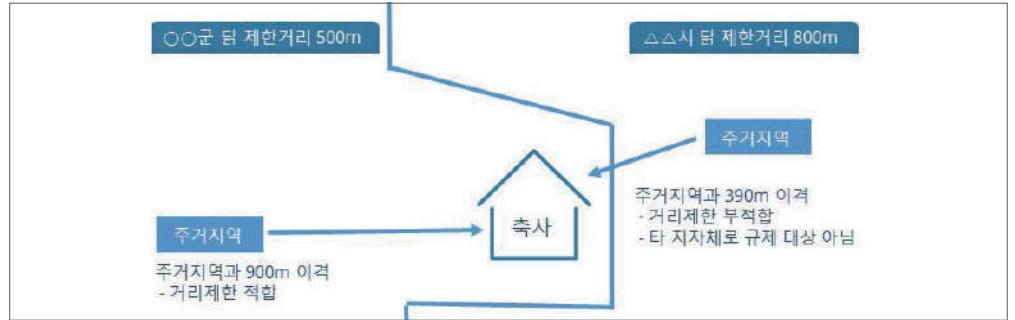 ○○군 닭 제한거리 500m
△△시 닭 제한거리 800m
주거지역
주거지역과 390m 이격
- 거리제한 부적합
- 타 지자체로 규제 대상 아님
축사
주거지역
주거지역과 900m 이격
- 거리제한 적합